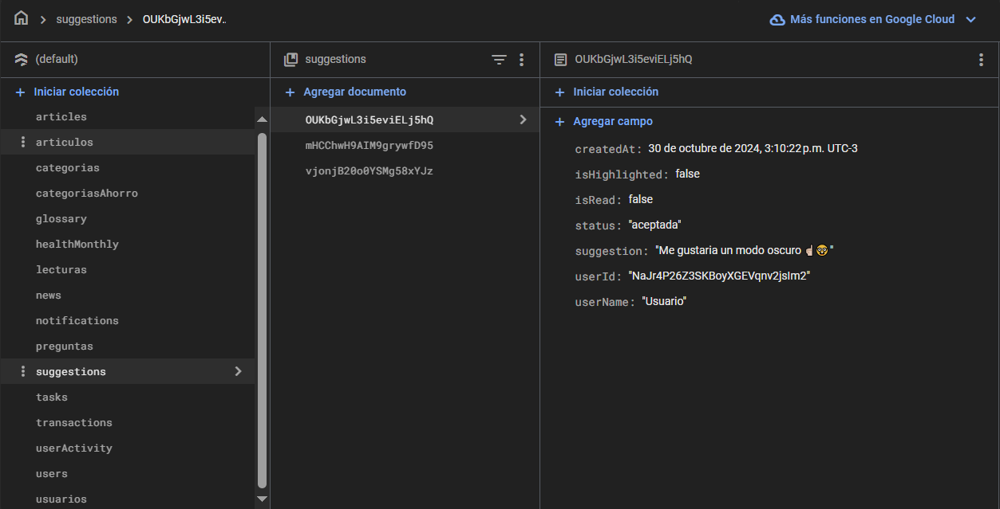 suggestions OUKbGjwL3i5ev..
Más funciones en Google Cloud
(default)
Iniciar colección
articles
articulos
categorias
categoriasAhorro
glossary
healthMonthly
lecturas
news
notifications
preguntas
suggestions
tasks
transactions
userActivity
users
usuarios
suggestions
Agregar documento
OUKbGjwL3i5eviELj5hQ
mHCChwH9AIM9grywfD95
vjonjB20o0YSMg58xYJz
OUKbGjwL3i5eviELj5hQ
Iniciar colección
Agregar campo
createdAt: 30 de octubre de 2024, 3:10:22 p.m. UTC-3
isHighlighted: false
isRead: false
status: "aceptada"
suggestion: "Me gustaria un modo oscuro ☝🏻🤓"
userId: "NaJr4P26Z3SKBoyXGEVqnv2jsIm2"
userName: "Usuario"